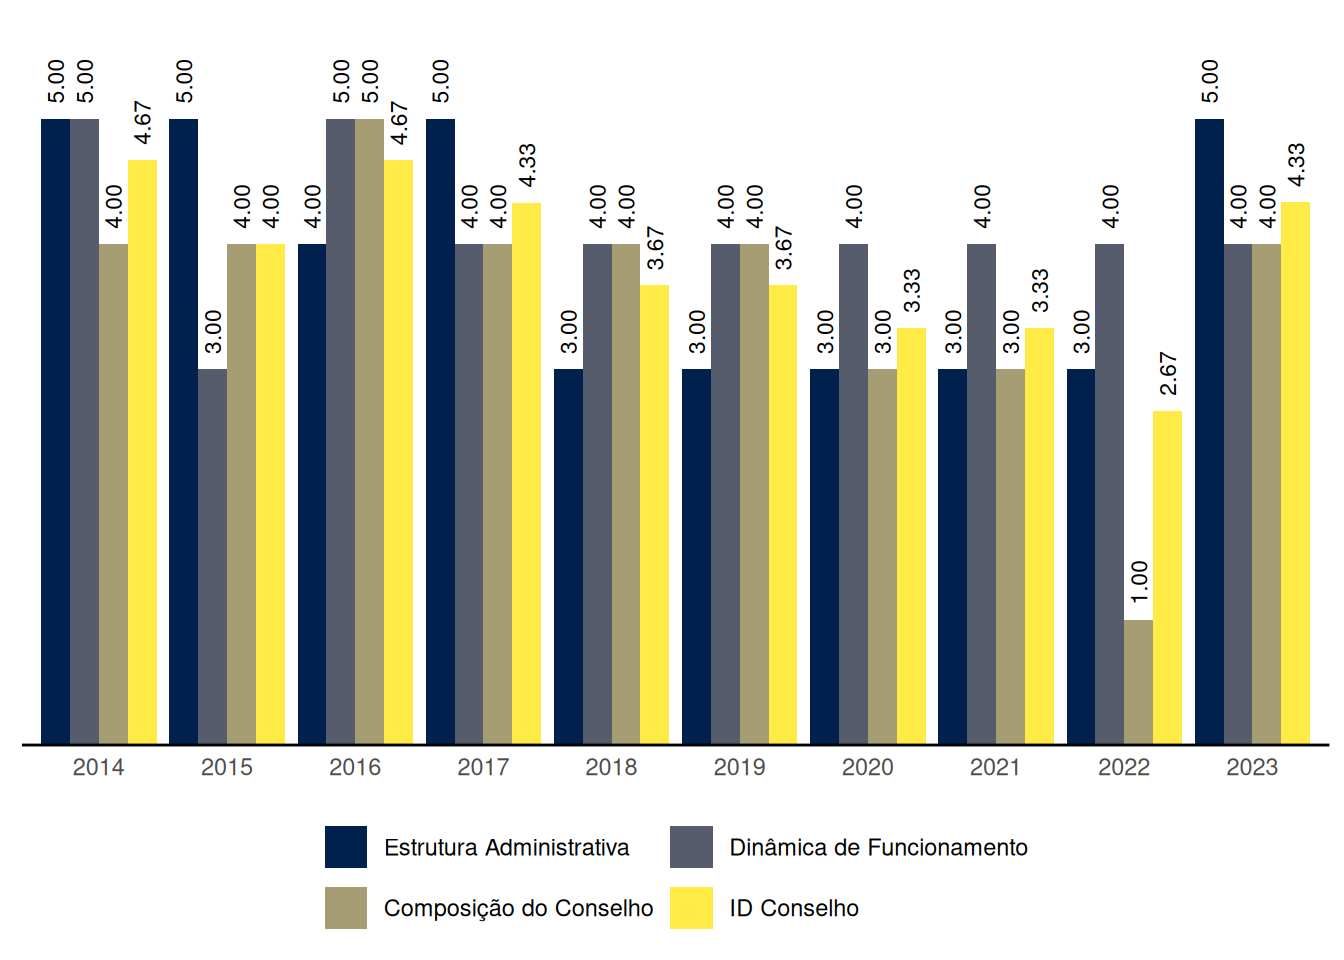 5.00 5.00 4.00 4.67 5.00 3.00 4.00 4.00 4.00 5.00 5.00 4.67 5.00 4.00 4.00 4.33 3.00 4.00 4.00 3.67 3.00 4.00 4.00 3.67 3.00 4.00 3.00 3.33 3.00 4.00 3.00 3.33 3.00 4.00 1.00 2.67 5.00 4.00 4.00 4.33
2014 2015 2016 2017 2018 2019 2020 2021 2022 2023
Estrutura Administrativa Dinâmica de Funcionamento
Composição do Conselho ID Conselho